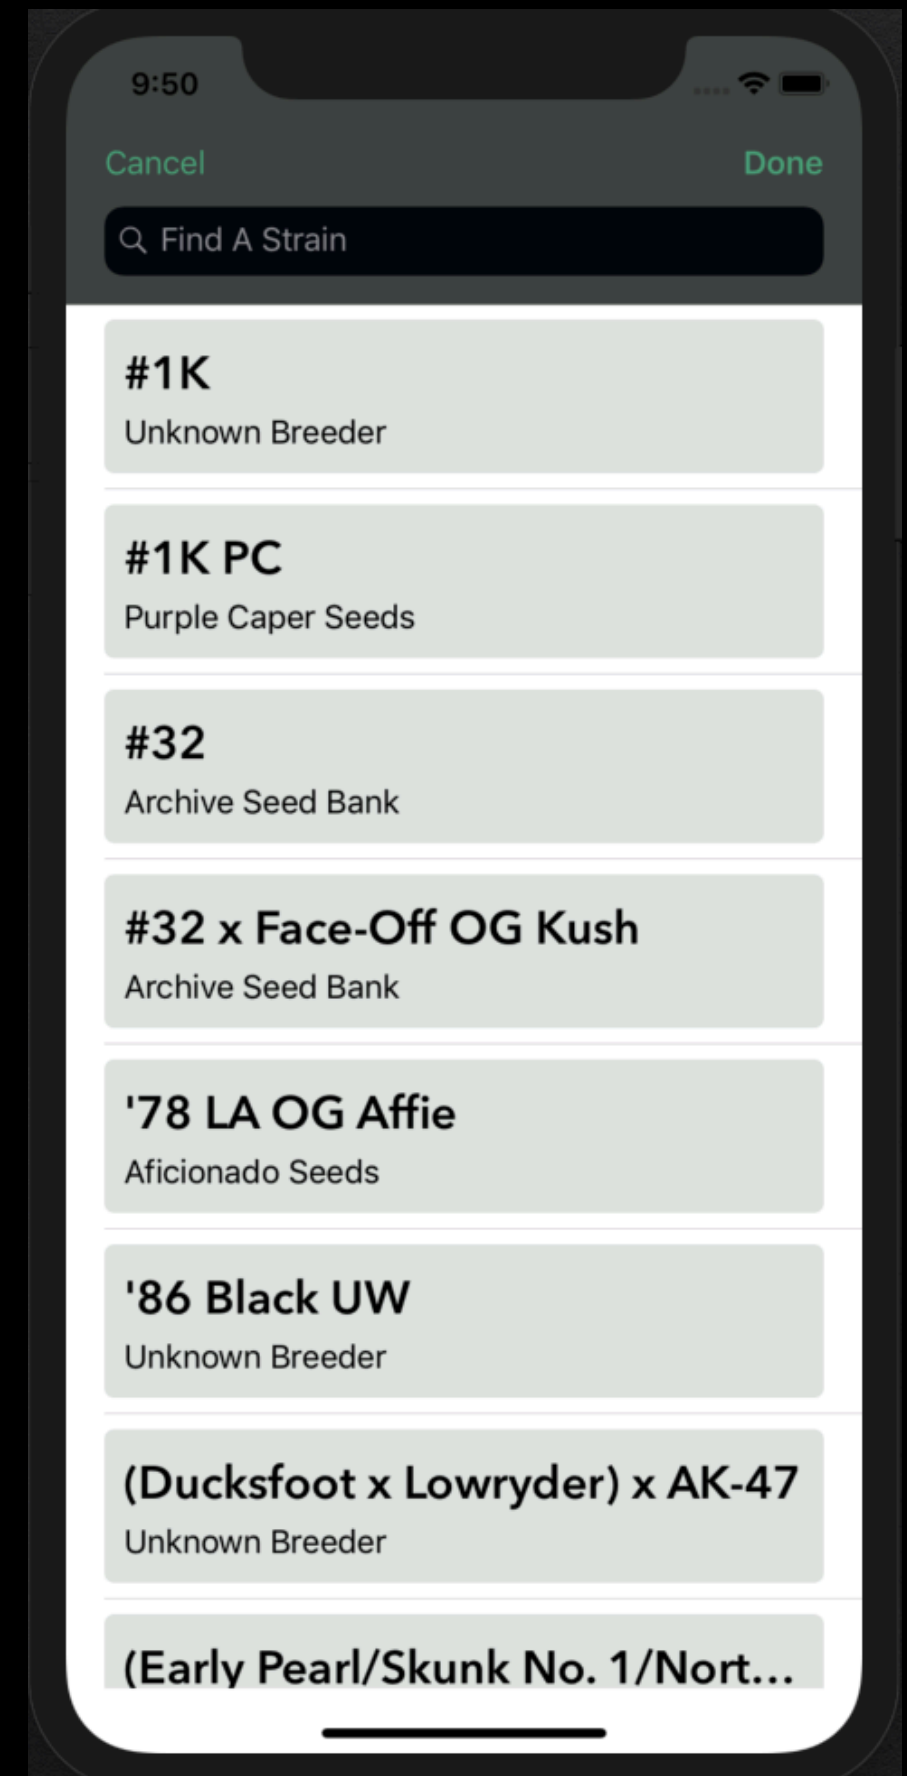 9:50
Cancel
Done
Find A Strain
#1K
Unknown Breeder
#1K PC
Purple Caper Seeds
#32
Archive Seed Bank
#32 x Face-Off OG Kush
Archive Seed Bank
'78 LA OG Affie
Aficionado Seeds
'86 Black UW
Unknown Breeder
(Ducksfoot x Lowryder) x AK-47
Unknown Breeder
(Early Pearl/Skunk No. 1/Nort...